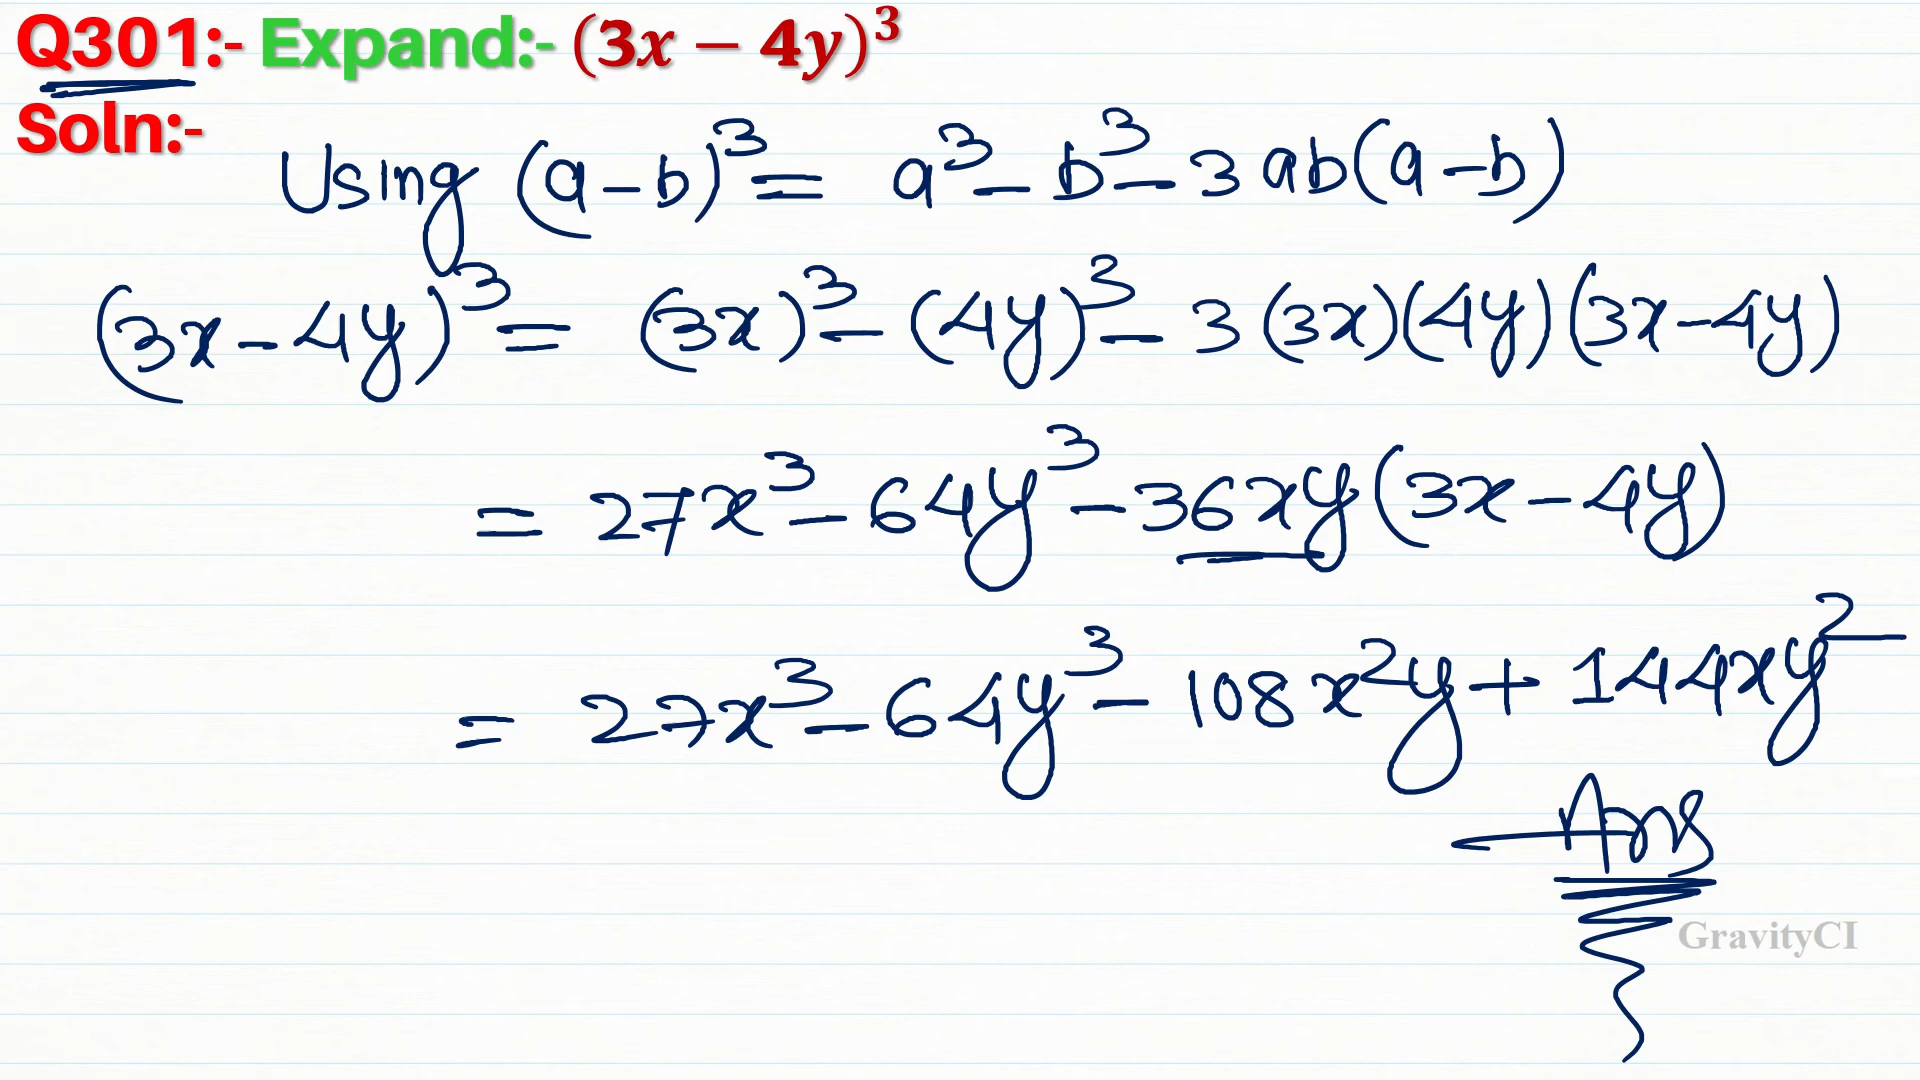 Q301:- Expand:- (3x − 4y)³
Soln:-
Using (a-b)³ = a³ - b³ - 3ab(a-b)
(3x-4y)³ = (3x)³ - (4y)³ - 3(3x)(4y)(3x-4y)
= 27x³ - 64y³ - 36xy(3x-4y)
= 27x³ - 64y³ - 108x²y + 144xy²
Ans
GravityCI